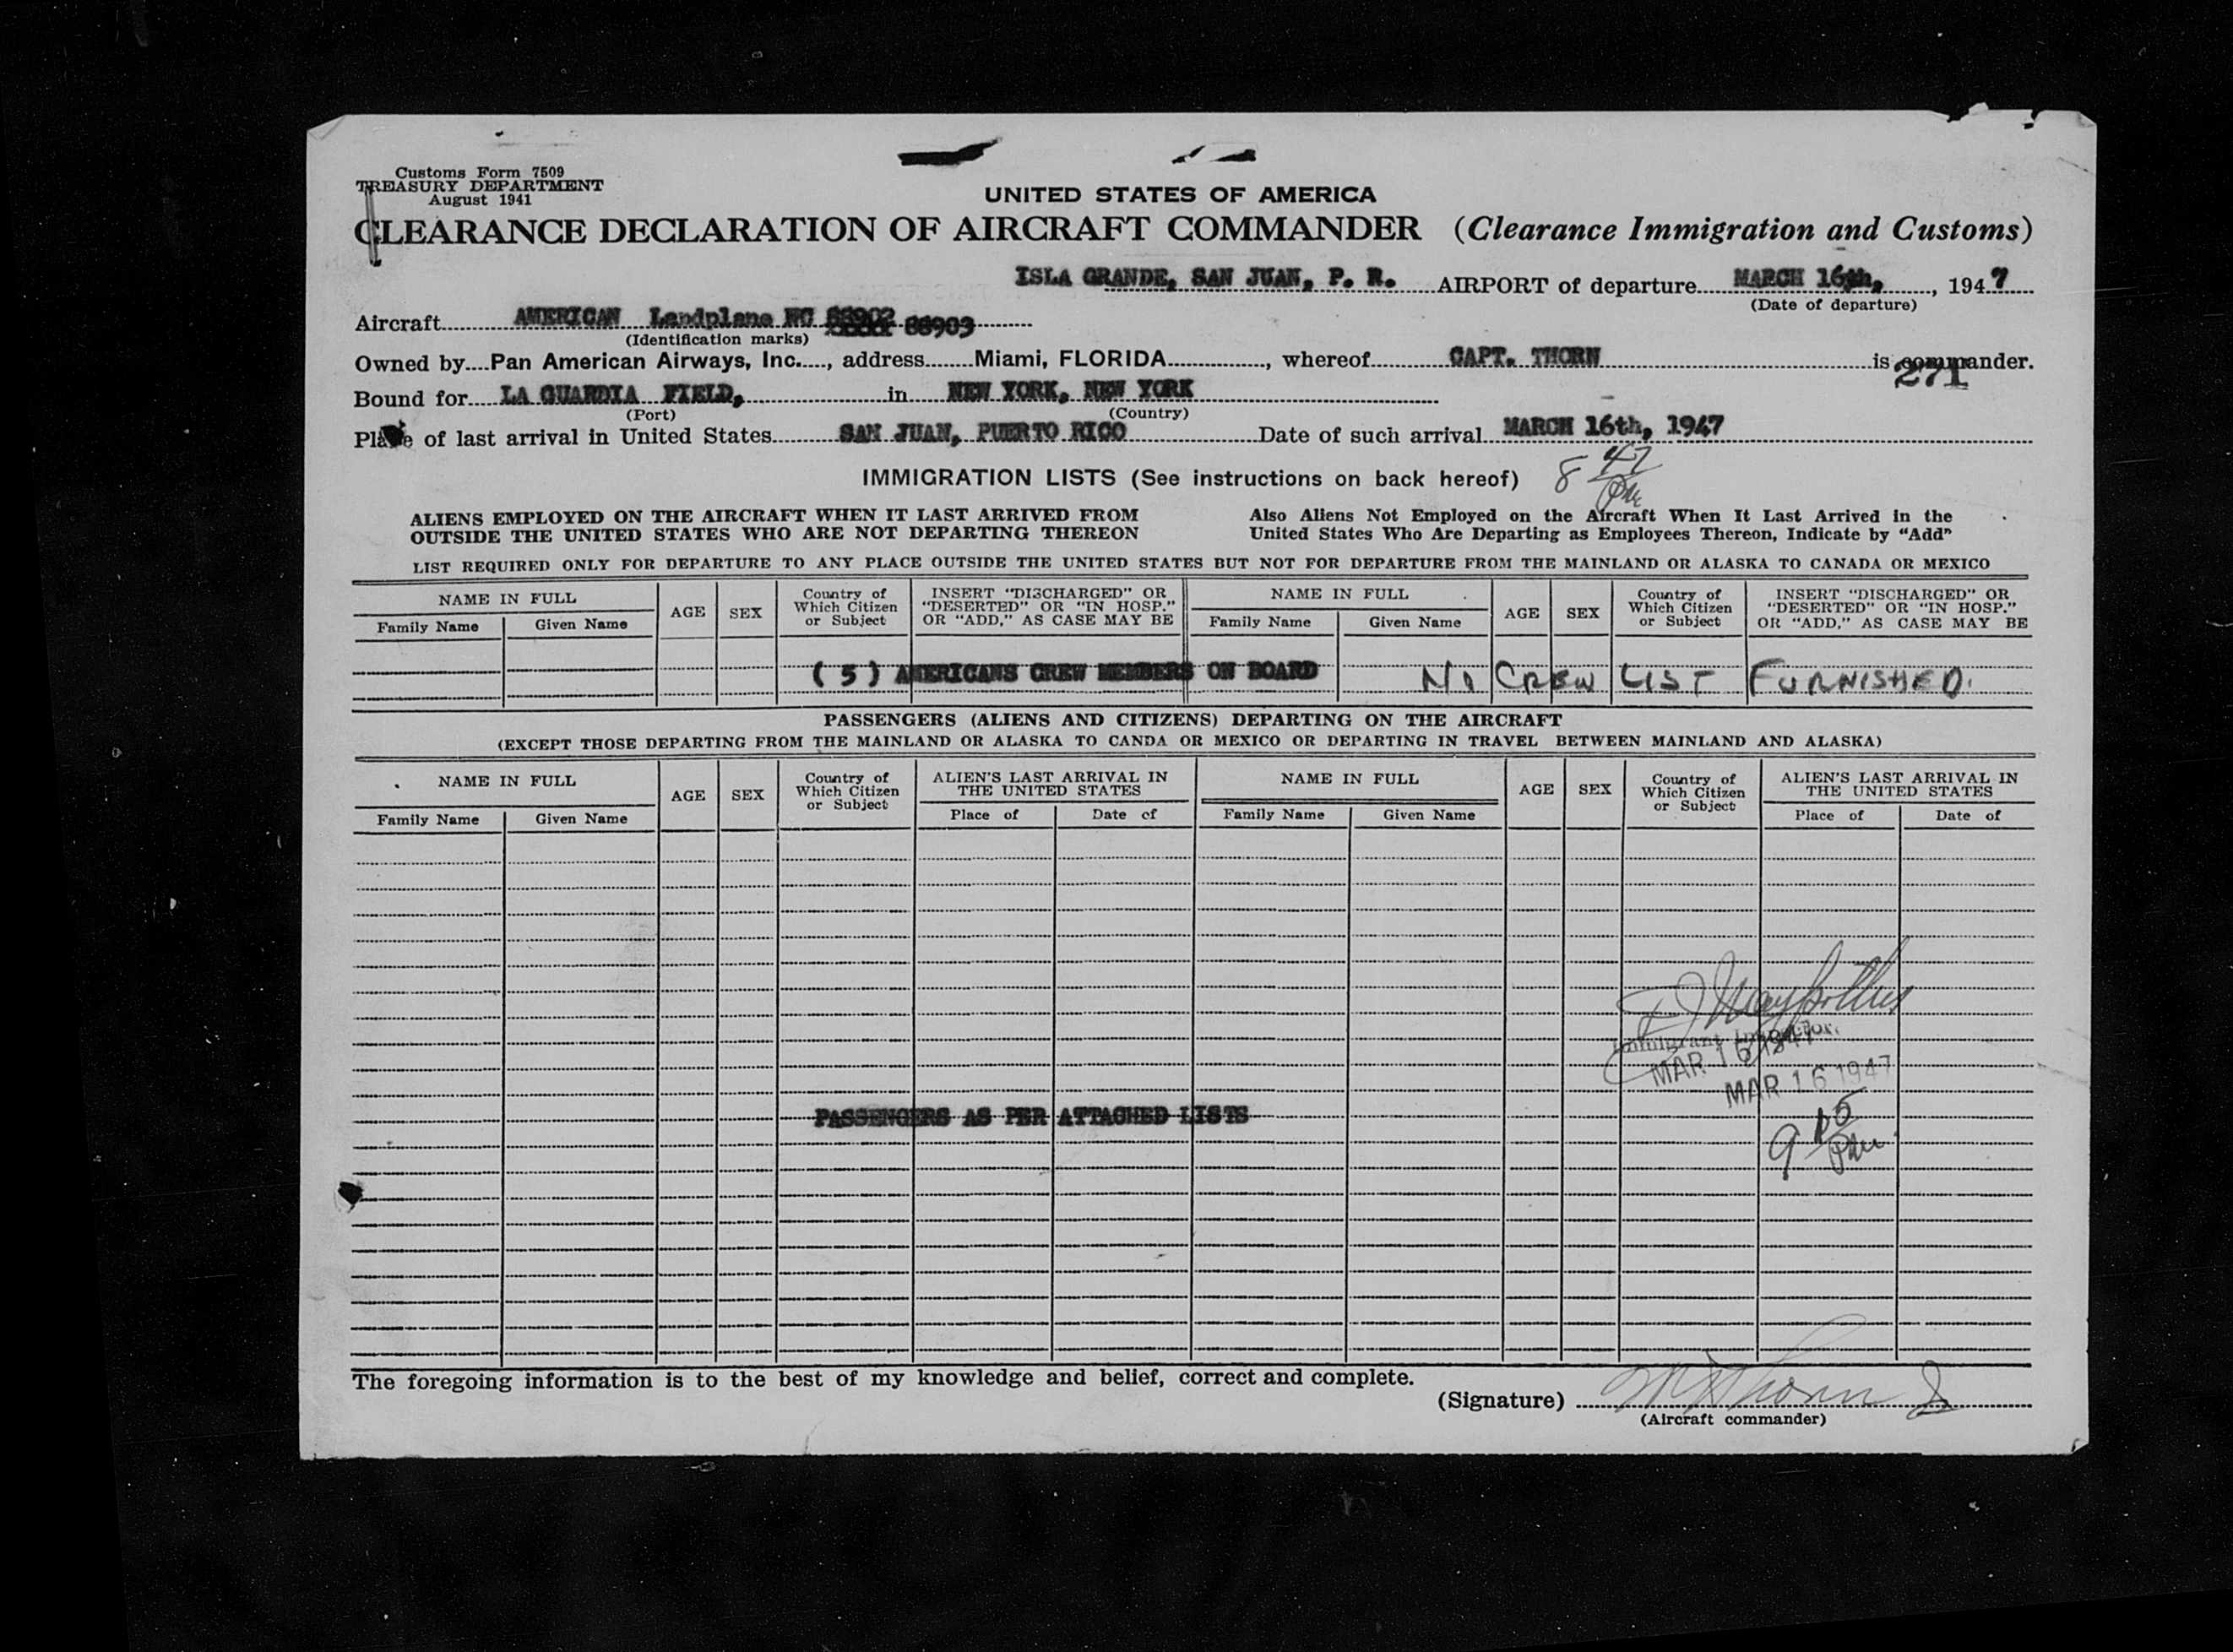 Customs Form 7509
TREASURY DEPARTMENT
August 1941
UNITED STATES OF AMERICA
CLEARANCE DECLARATION OF AIRCRAFT COMMANDER (Clearance Immigration and Customs)
ISLA GRANDE, SAN JUAN, P. R. AIRPORT of departure MARCH 16th, , 1947
(Date of departure)
Aircraft AMERICAN Landplane NC 88902 88903
(Identification marks)
Owned by Pan American Airways, Inc. , address Miami, FLORIDA , whereof CAPT. THORN is commander.
271
Bound for LA GUARDIA FIELD, in NEW YORK, NEW YORK
(Port) (Country)
Place of last arrival in United States SAN JUAN, PUERTO RICO Date of such arrival MARCH 16th, 1947
IMMIGRATION LISTS (See instructions on back hereof) 8 47 PM
ALIENS EMPLOYED ON THE AIRCRAFT WHEN IT LAST ARRIVED FROM
OUTSIDE THE UNITED STATES WHO ARE NOT DEPARTING THEREON
Also Aliens Not Employed on the Aircraft When It Last Arrived in the
United States Who Are Departing as Employees Thereon, Indicate by "Add"
LIST REQUIRED ONLY FOR DEPARTURE TO ANY PLACE OUTSIDE THE UNITED STATES BUT NOT FOR DEPARTURE FROM THE MAINLAND OR ALASKA TO CANADA OR MEXICO
NAME IN FULL
Family Name Given Name
AGE
SEX
Country of
Which Citizen
or Subject
INSERT "DISCHARGED" OR
"DESERTED" OR "IN HOSP."
OR "ADD," AS CASE MAY BE
NAME IN FULL
Family Name Given Name
AGE
SEX
Country of
Which Citizen
or Subject
INSERT "DISCHARGED" OR
"DESERTED" OR "IN HOSP."
OR "ADD," AS CASE MAY BE
( 5 ) AMERICANS CREW MEMBERS ON BOARD No CREW LIST FURNISHED.
PASSENGERS (ALIENS AND CITIZENS) DEPARTING ON THE AIRCRAFT
(EXCEPT THOSE DEPARTING FROM THE MAINLAND OR ALASKA TO CANDA OR MEXICO OR DEPARTING IN TRAVEL BETWEEN MAINLAND AND ALASKA)
NAME IN FULL
Family Name Given Name
AGE
SEX
Country of
Which Citizen
or Subject
ALIEN'S LAST ARRIVAL IN
THE UNITED STATES
Place of Date of
NAME IN FULL
Family Name Given Name
AGE
SEX
Country of
Which Citizen
or Subject
ALIEN'S LAST ARRIVAL IN
THE UNITED STATES
Place of Date of
Immigrant Inspector.
MAR 16 1947
MAR 16 1947
PASSENGERS AS PER ATTACHED LISTS
9 15 PM
The foregoing information is to the best of my knowledge and belief, correct and complete.
(Signature) Thorn Jr
(Aircraft commander)